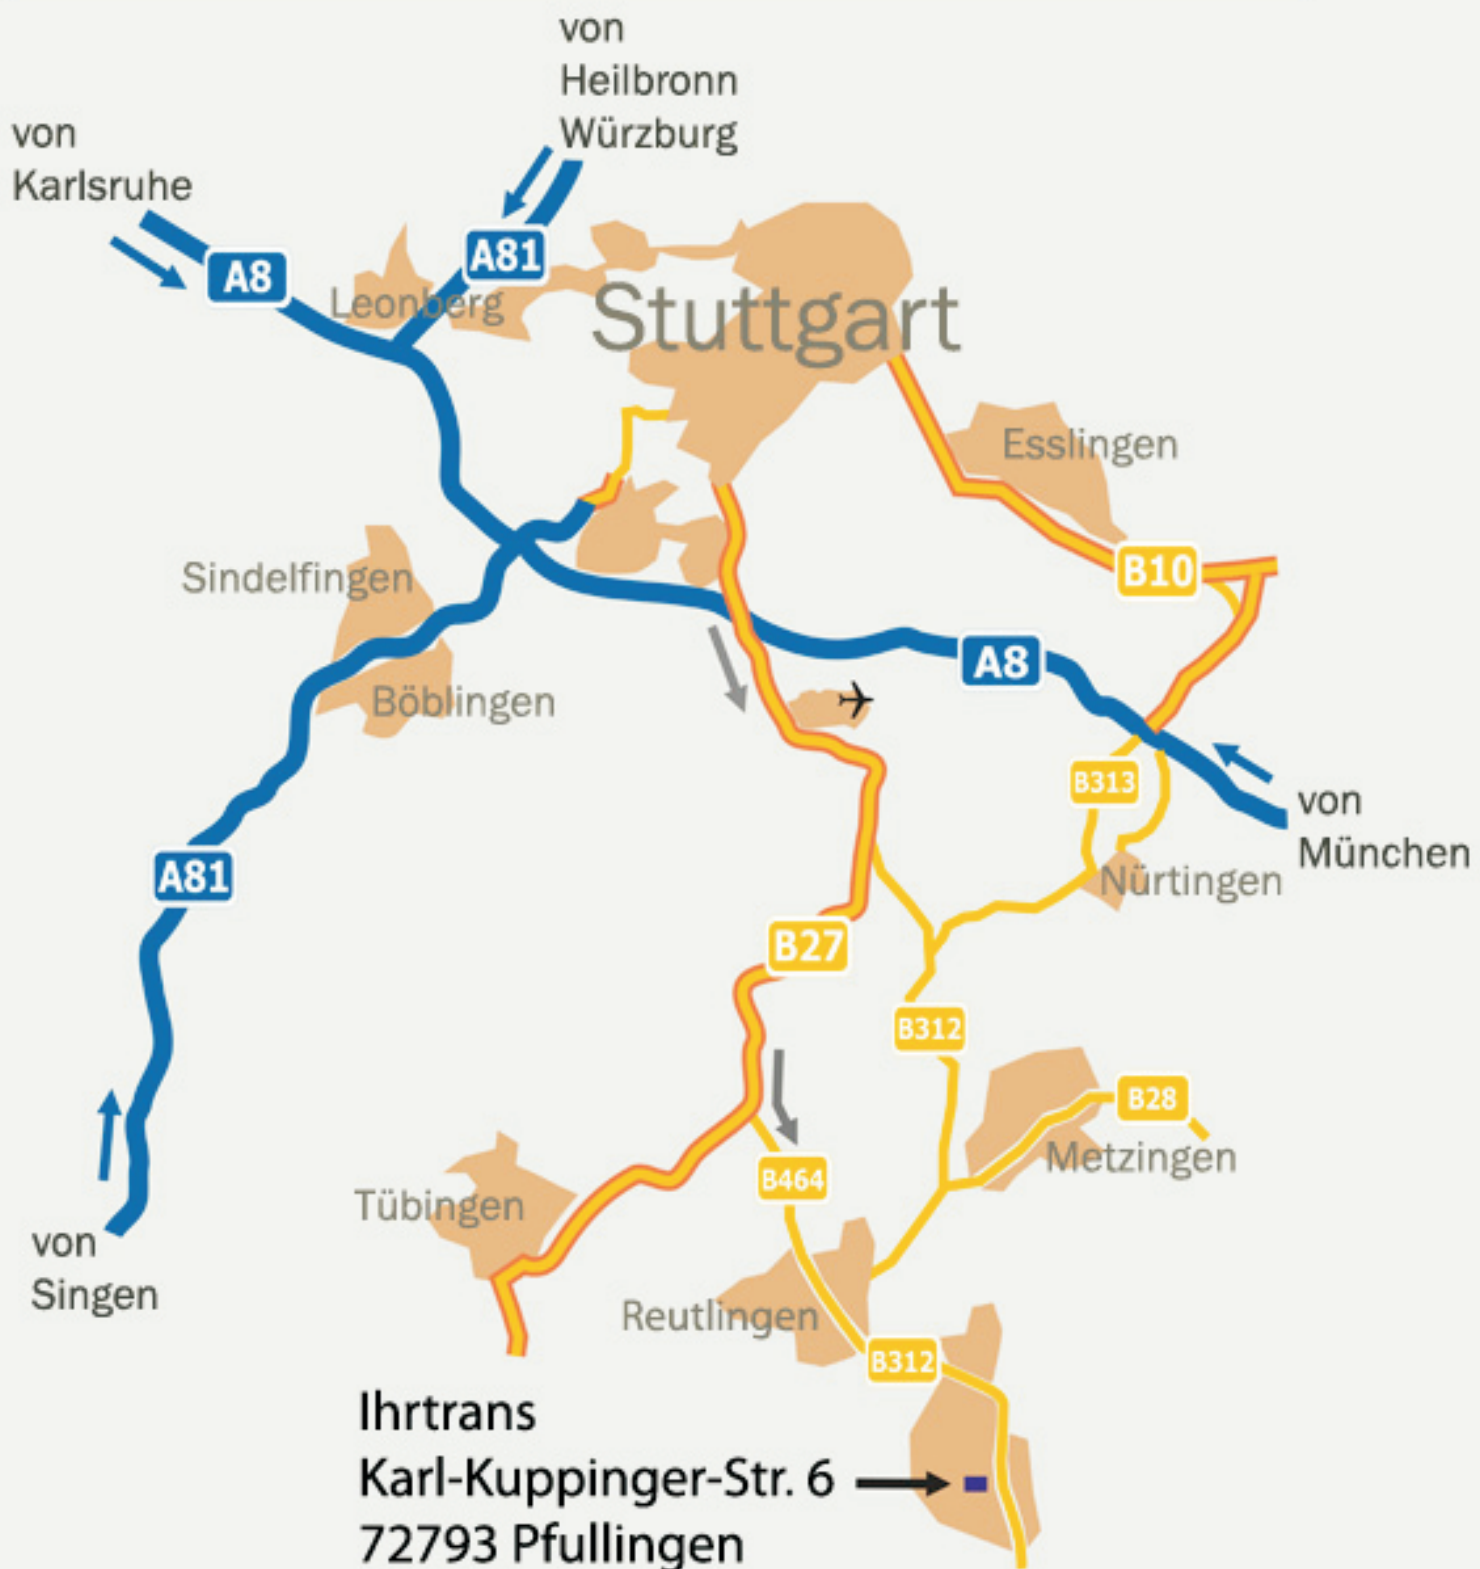 von
Heilbronn
Würzburg
von
Karlsruhe
A81
A8
Leonberg
Stuttgart
Esslingen
Sindelfingen
B10
A8
Böblingen
B313
von
München
A81
Nürtingen
B27
B312
B28
Metzingen
B464
Tübingen
von
Singen
Reutlingen
B312
Ihrtrans
Karl-Kuppinger-Str. 6
72793 Pfullingen